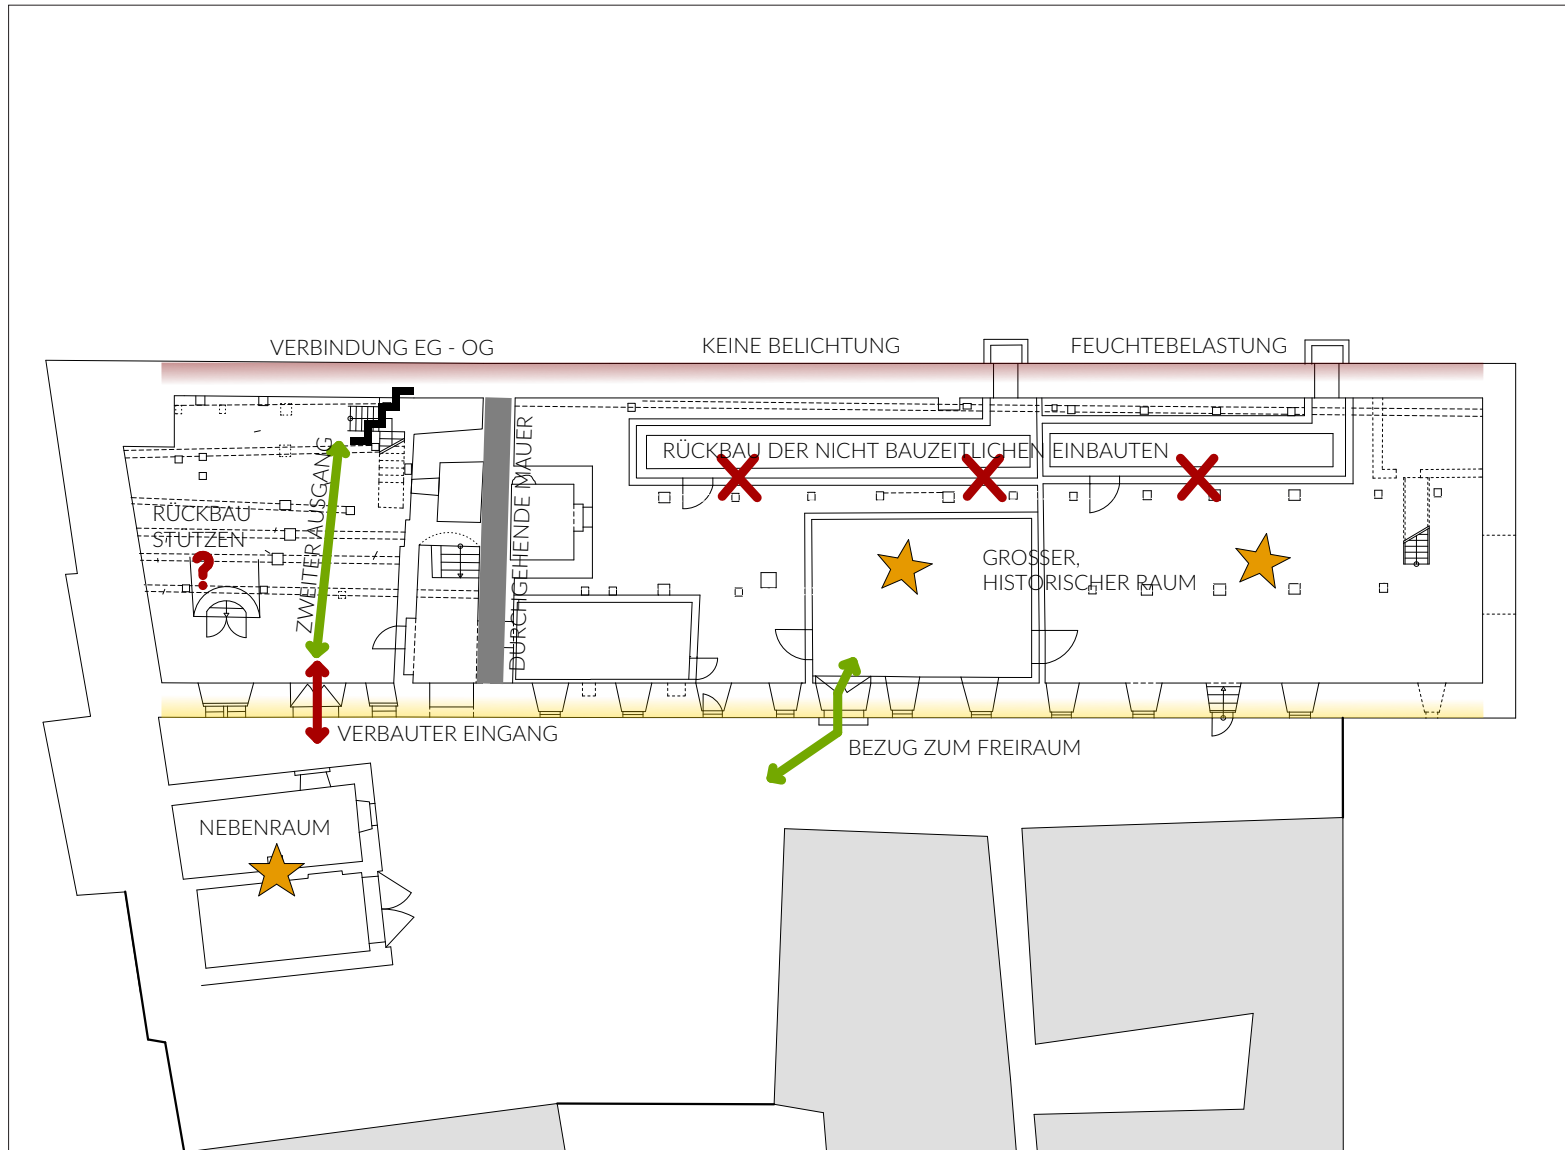 VERBINDUNG EG - OG
KEINE BELICHTUNG
FEUCHTEBELASTUNG
RÜCKBAU DER NICHT BAUZEITLICHEN EINBAUTEN
ZWEITER AUSGANG
DURCHGEHENDE MAUER
RÜCKBAU
STÜTZEN
?
GROSSER,
HISTORISCHER RAUM
VERBAUTER EINGANG
BEZUG ZUM FREIRAUM
NEBENRAUM